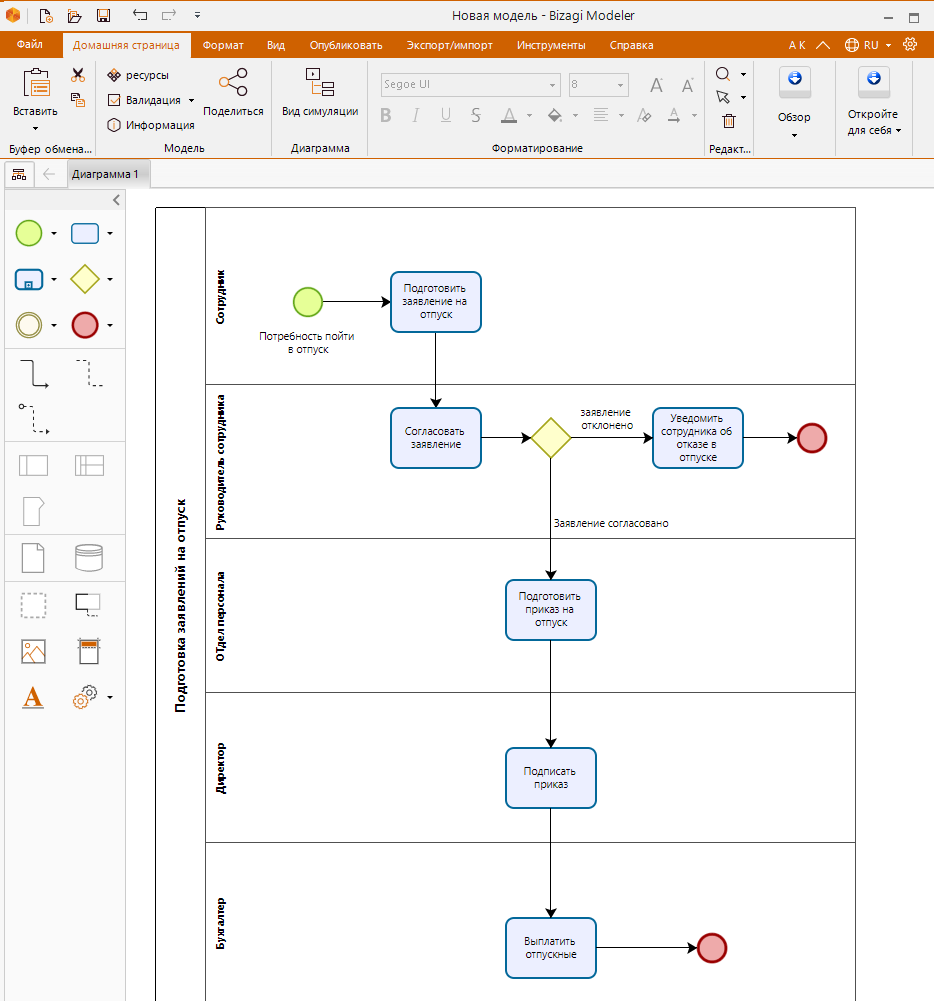 Новая модель - Bizagi Modeler
Файл
Домашняя страница
Формат
Вид
Опубликовать
Экспорт/импорт
Инструменты
Справка
A K
RU
Вставить
Буфер обмена...
ресурсы
Валидация
Информация
Поделиться
Модель
Вид симуляции
Диаграмма
Segoe UI
8
A
A
B
I
U
S
A
A
Форматирование
Редакт...
Обзор
Откройте
для себя
Диаграмма 1
A
Подготовка заявлений на отпуск
Сотрудник
Потребность пойти
в отпуск
Подготовить
заявление на
отпуск
Руководитель сотрудника
Согласовать
заявление
заявление
отклонено
Уведомить
сотрудника об
отказе в
отпуске
Заявление согласовано
ОТдел персонала
Подготовить
приказ на
отпуск
Директор
Подписать
приказ
Бухгалтер
Выплатить
отпускные